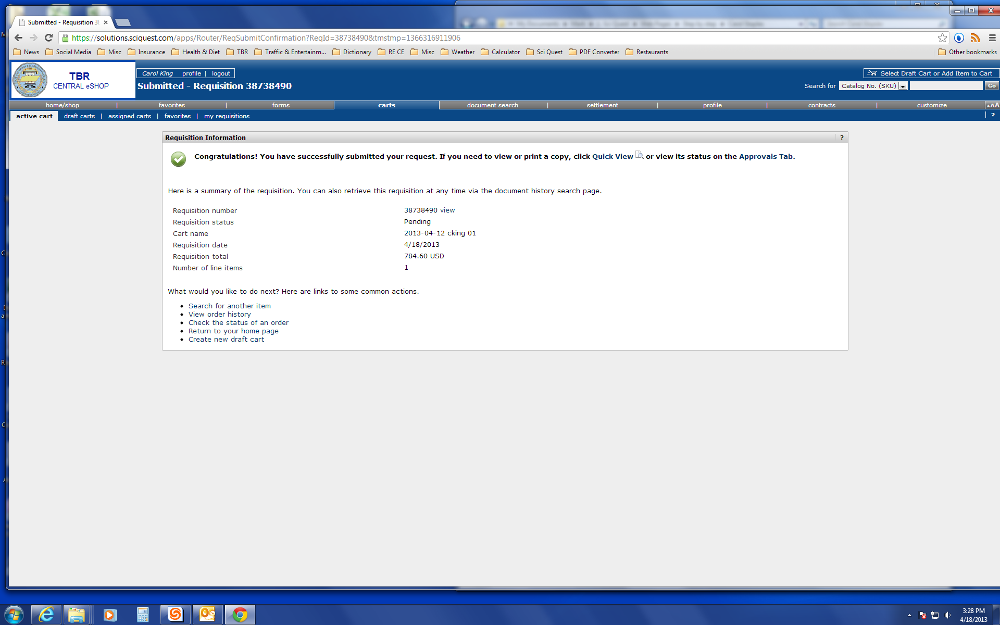 Submitted - Requisition 38
https://solutions.sciquest.com/apps/Router/ReqSubmitConfirmation?ReqId=38738490&tmstmp=1366316911906
News Social Media Misc Insurance Health & Diet TBR Traffic & Entertainm... Dictionary RE CE Misc Weather Calculator Sci Quest PDF Converter Restaurants Other bookmarks
TBR
CENTRAL eSHOP
Carol King profile | logout
Select Draft Cart or Add Item to Cart
Submitted - Requisition 38738490
Search for Catalog No. (SKU) Go
home/shop | favorites | forms carts document search | settlement | profile | contracts | customize AAA
active cart draft carts | assigned carts | favorites | my requisitions | ?
Requisition Information ?
Congratulations! You have successfully submitted your request. If you need to view or print a copy, click Quick View or view its status on the Approvals Tab.
Here is a summary of the requisition. You can also retrieve this requisition at any time via the document history search page.
Requisition number 38738490 view
Requisition status Pending
Cart name 2013-04-12 cking 01
Requisition date 4/18/2013
Requisition total 784.60 USD
Number of line items 1
What would you like to do next? Here are links to some common actions.
Search for another item
View order history
Check the status of an order
Return to your home page
Create new draft cart
3:28 PM
4/18/2013